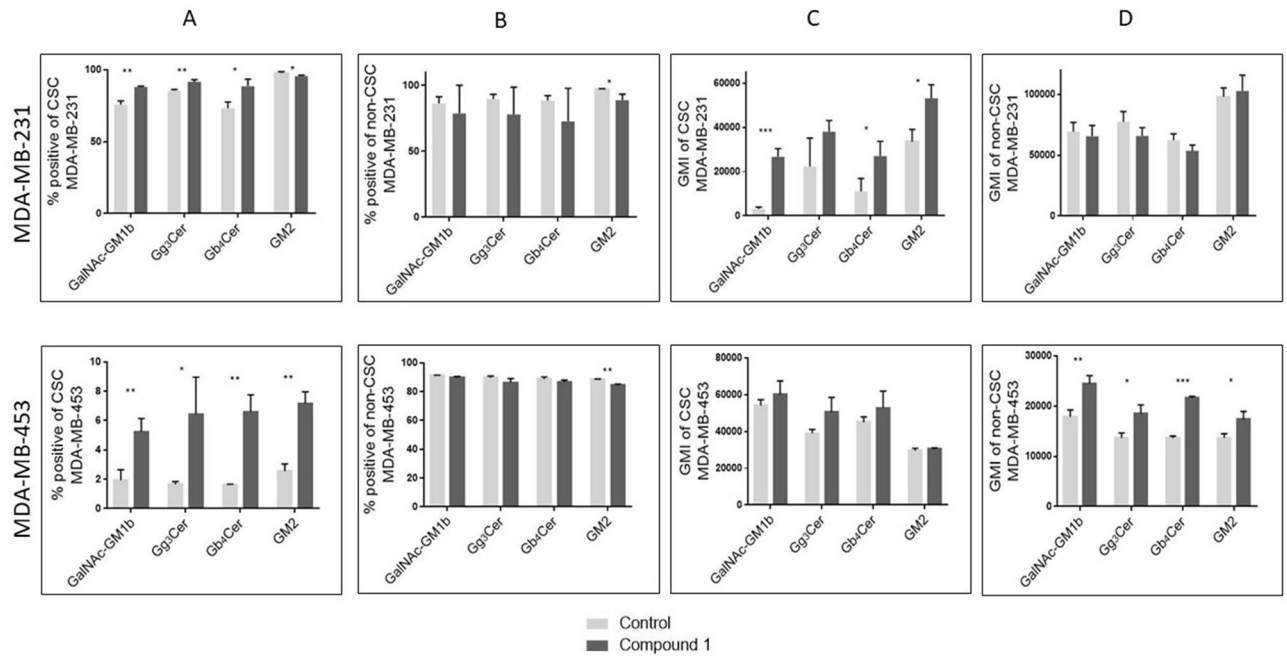 A
B
C
D
MDA-MB-231
% positive of CSC
MDA-MB-231
100
50
0
** ** * *
GalNAc-GM1b
Gg3Cer
Gb4Cer
GM2
% positive of non-CSC
MDA-MB-231
100
50
0
*
GalNAc-GM1b
Gg3Cer
Gb4Cer
GM2
GMI of CSC
MDA-MB-231
60000
40000
20000
0
*** * *
GalNAc-GM1b
Gg3Cer
Gb4Cer
GM2
GMI of non-CSC
MDA-MB-231
100000
50000
0
GalNAc-GM1b
Gg3Cer
Gb4Cer
GM2
MDA-MB-453
% positive of CSC
MDA-MB-453
10
8
6
4
2
0
** * ** **
GalNAc-GM1b
Gg3Cer
Gb4Cer
GM2
% positive of non-CSC
MDA-MB-453
100
80
60
40
20
0
**
GalNAc-GM1b
Gg3Cer
Gb4Cer
GM2
GMI of CSC
MDA-MB-453
80000
60000
40000
20000
0
GalNAc-GM1b
Gg3Cer
Gb4Cer
GM2
GMI of non-CSC
MDA-MB-453
30000
20000
10000
0
** * *** *
GalNAc-GM1b
Gg3Cer
Gb4Cer
GM2
Control
Compound 1